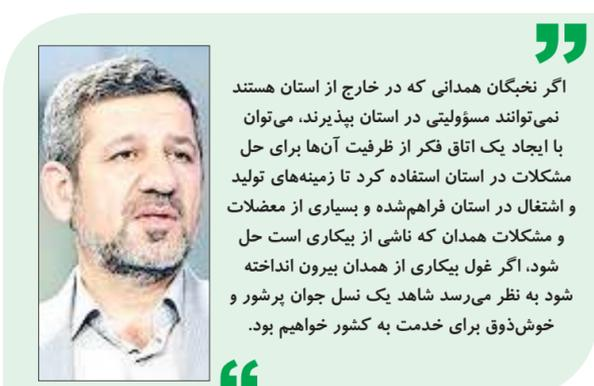 اگر نخبگان همدانی که در خارج از استان هستند
نمی‌توانند مسؤولیتی در استان بپذیرند، می‌توان
با ایجاد یک اتاق فکر از ظرفیت آن‌ها برای حل
مشکلات در استان استفاده کرد تا زمینه‌های تولید
و اشتغال در استان فراهم‌شده و بسیاری از معضلات
و مشکلات همدان که ناشی از بیکاری است حل
شود، اگر غول بیکاری از همدان بیرون انداخته
شود به نظر می‌رسد شاهد یک نسل جوان پرشور و
خوش‌ذوق برای خدمت به کشور خواهیم بود.